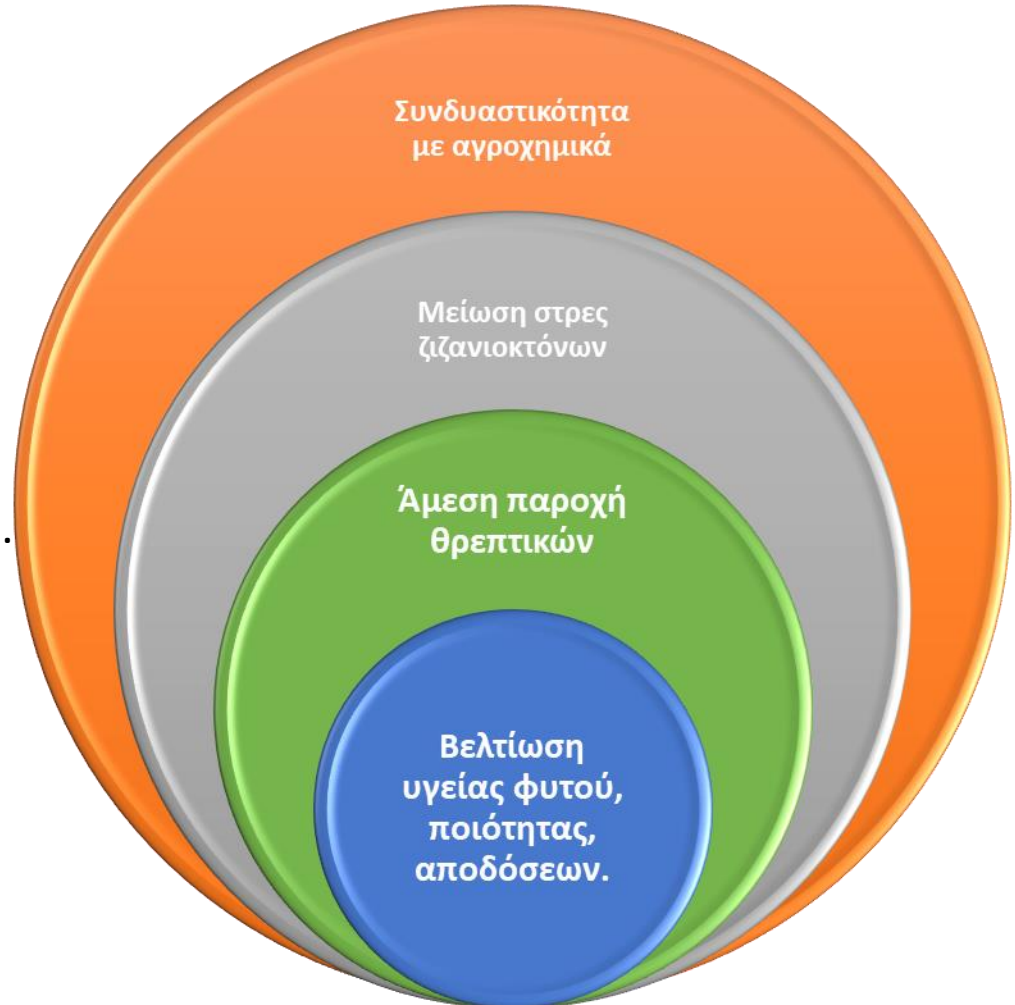 Συνδυαστικότητα
με αγροχημικά
Μείωση στρες
ζιζανιοκτόνων
Άμεση παροχή
θρεπτικών
.
Βελτίωση
υγείας φυτού,
ποιότητας,
αποδόσεων.